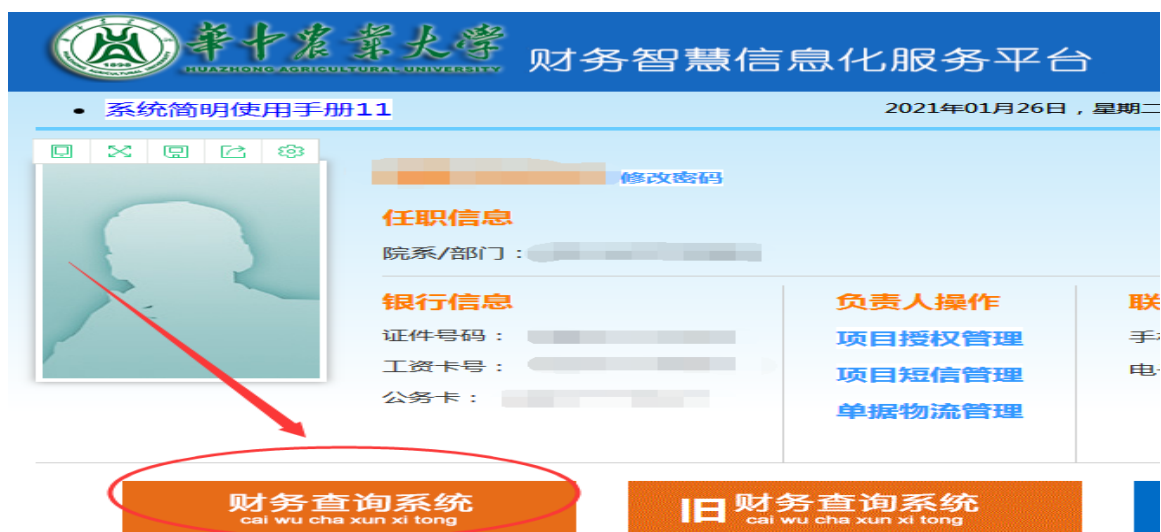 華中農業大學 财务智慧信息化服务平台
HUAZHONG AGRICULTURAL UNIVERSITY
1898
• 系统简明使用手册11
2021年01月26日，星期二
修改密码
任职信息
院系/部门：
银行信息
证件号码：
工资卡号：
公务卡：
负责人操作
项目授权管理
项目短信管理
单据物流管理
联
手
电
财务查询系统
cai wu cha xun xi tong
旧财务查询系统
cai wu cha xun xi tong